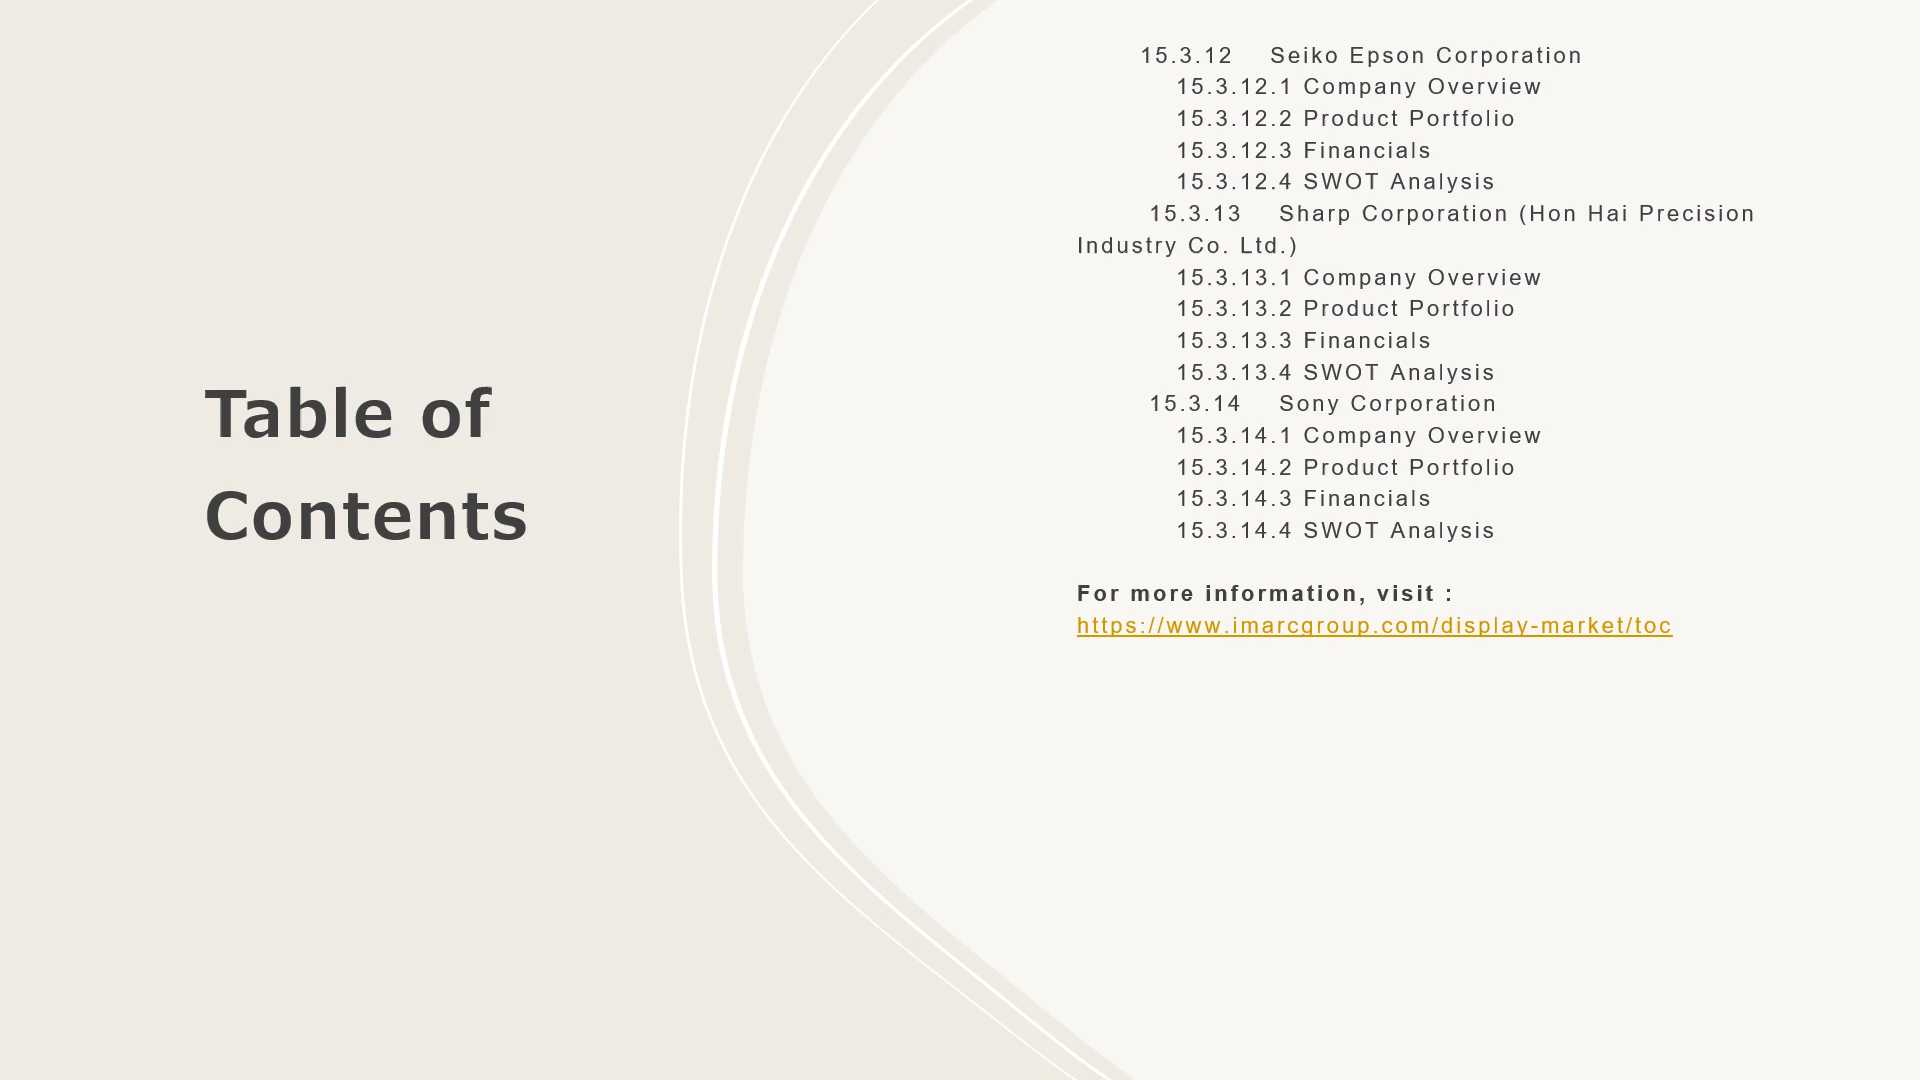 Table of
Contents
15.3.12 Seiko Epson Corporation
15.3.12.1 Company Overview
15.3.12.2 Product Portfolio
15.3.12.3 Financials
15.3.12.4 SWOT Analysis
15.3.13 Sharp Corporation (Hon Hai Precision
Industry Co. Ltd.)
15.3.13.1 Company Overview
15.3.13.2 Product Portfolio
15.3.13.3 Financials
15.3.13.4 SWOT Analysis
15.3.14 Sony Corporation
15.3.14.1 Company Overview
15.3.14.2 Product Portfolio
15.3.14.3 Financials
15.3.14.4 SWOT Analysis
For more information, visit :
https://www.imarcgroup.com/display-market/toc